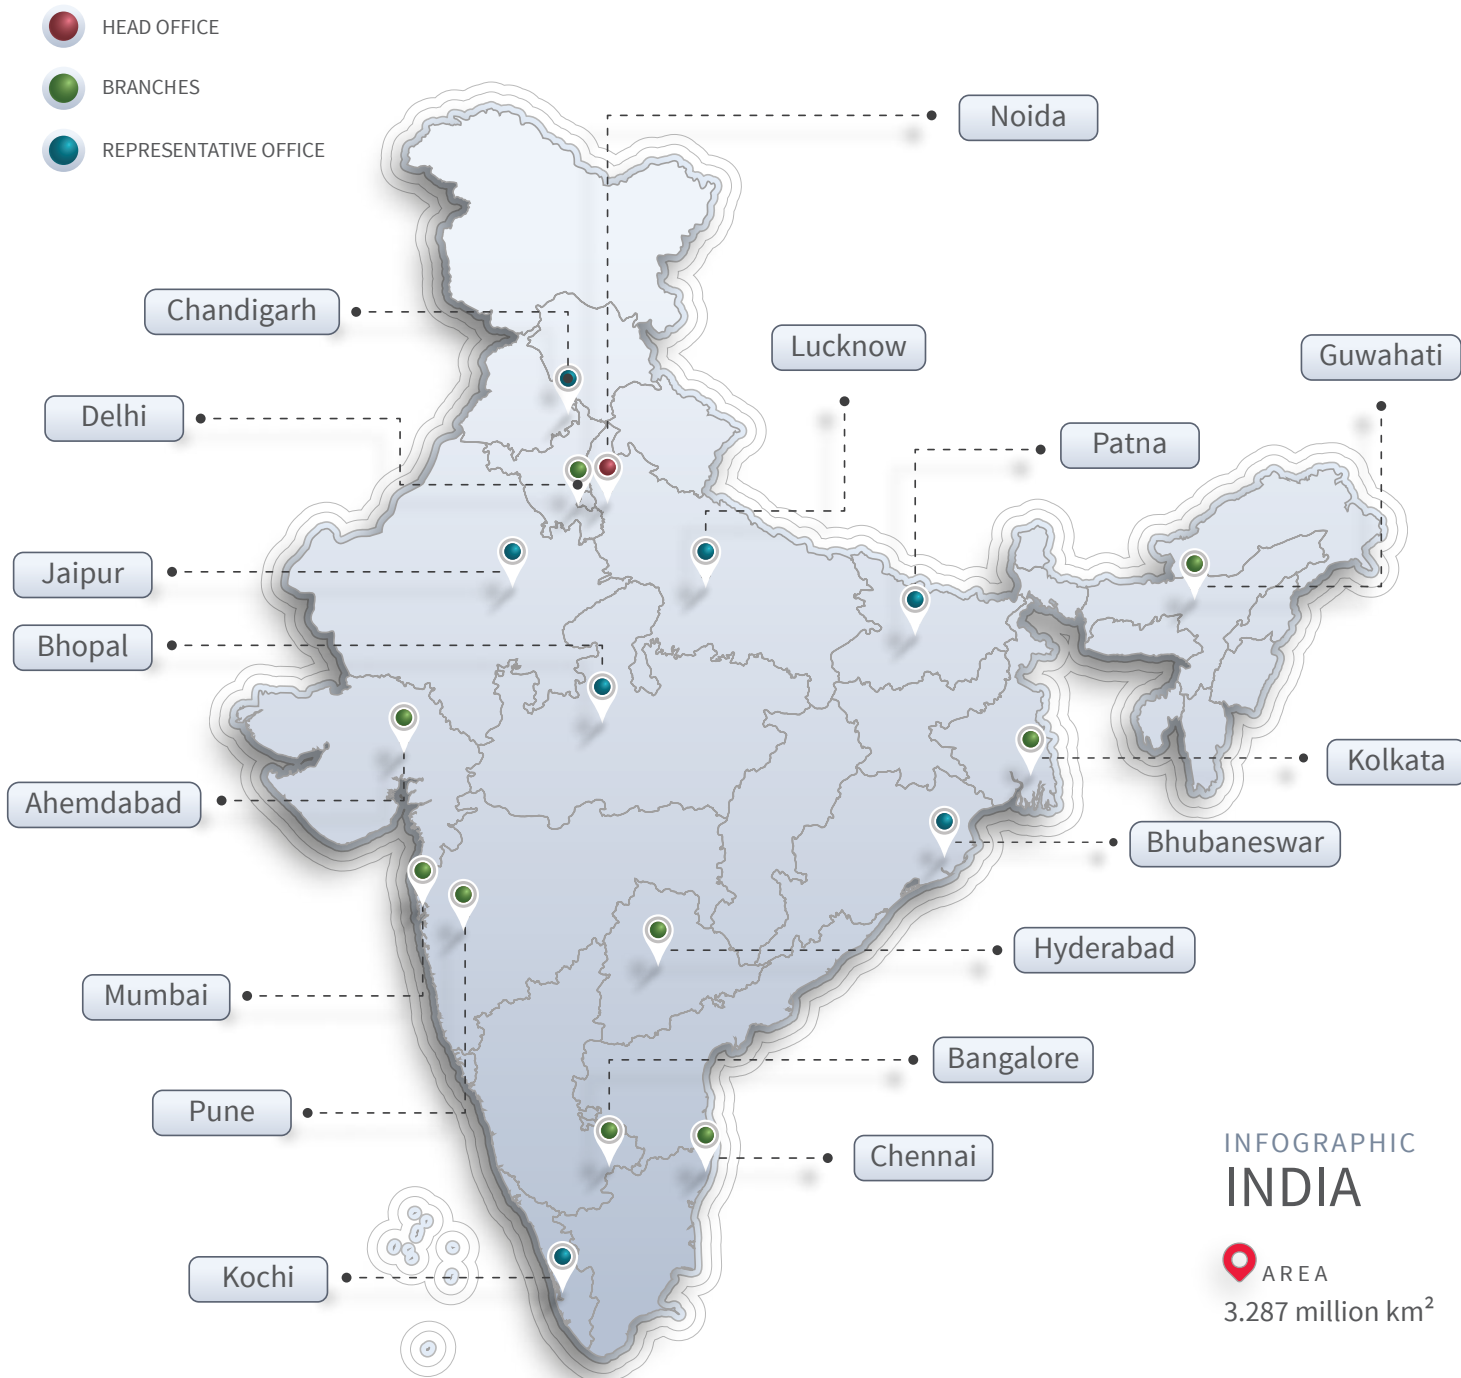 HEAD OFFICE
BRANCHES
REPRESENTATIVE OFFICE
Noida
Chandigarh
Lucknow
Guwahati
Delhi
Patna
Jaipur
Bhopal
Kolkata
Ahemdabad
Bhubaneswar
Hyderabad
Mumbai
Bangalore
Pune
Chennai
Kochi
INFOGRAPHIC
INDIA
AREA
3.287 million km²